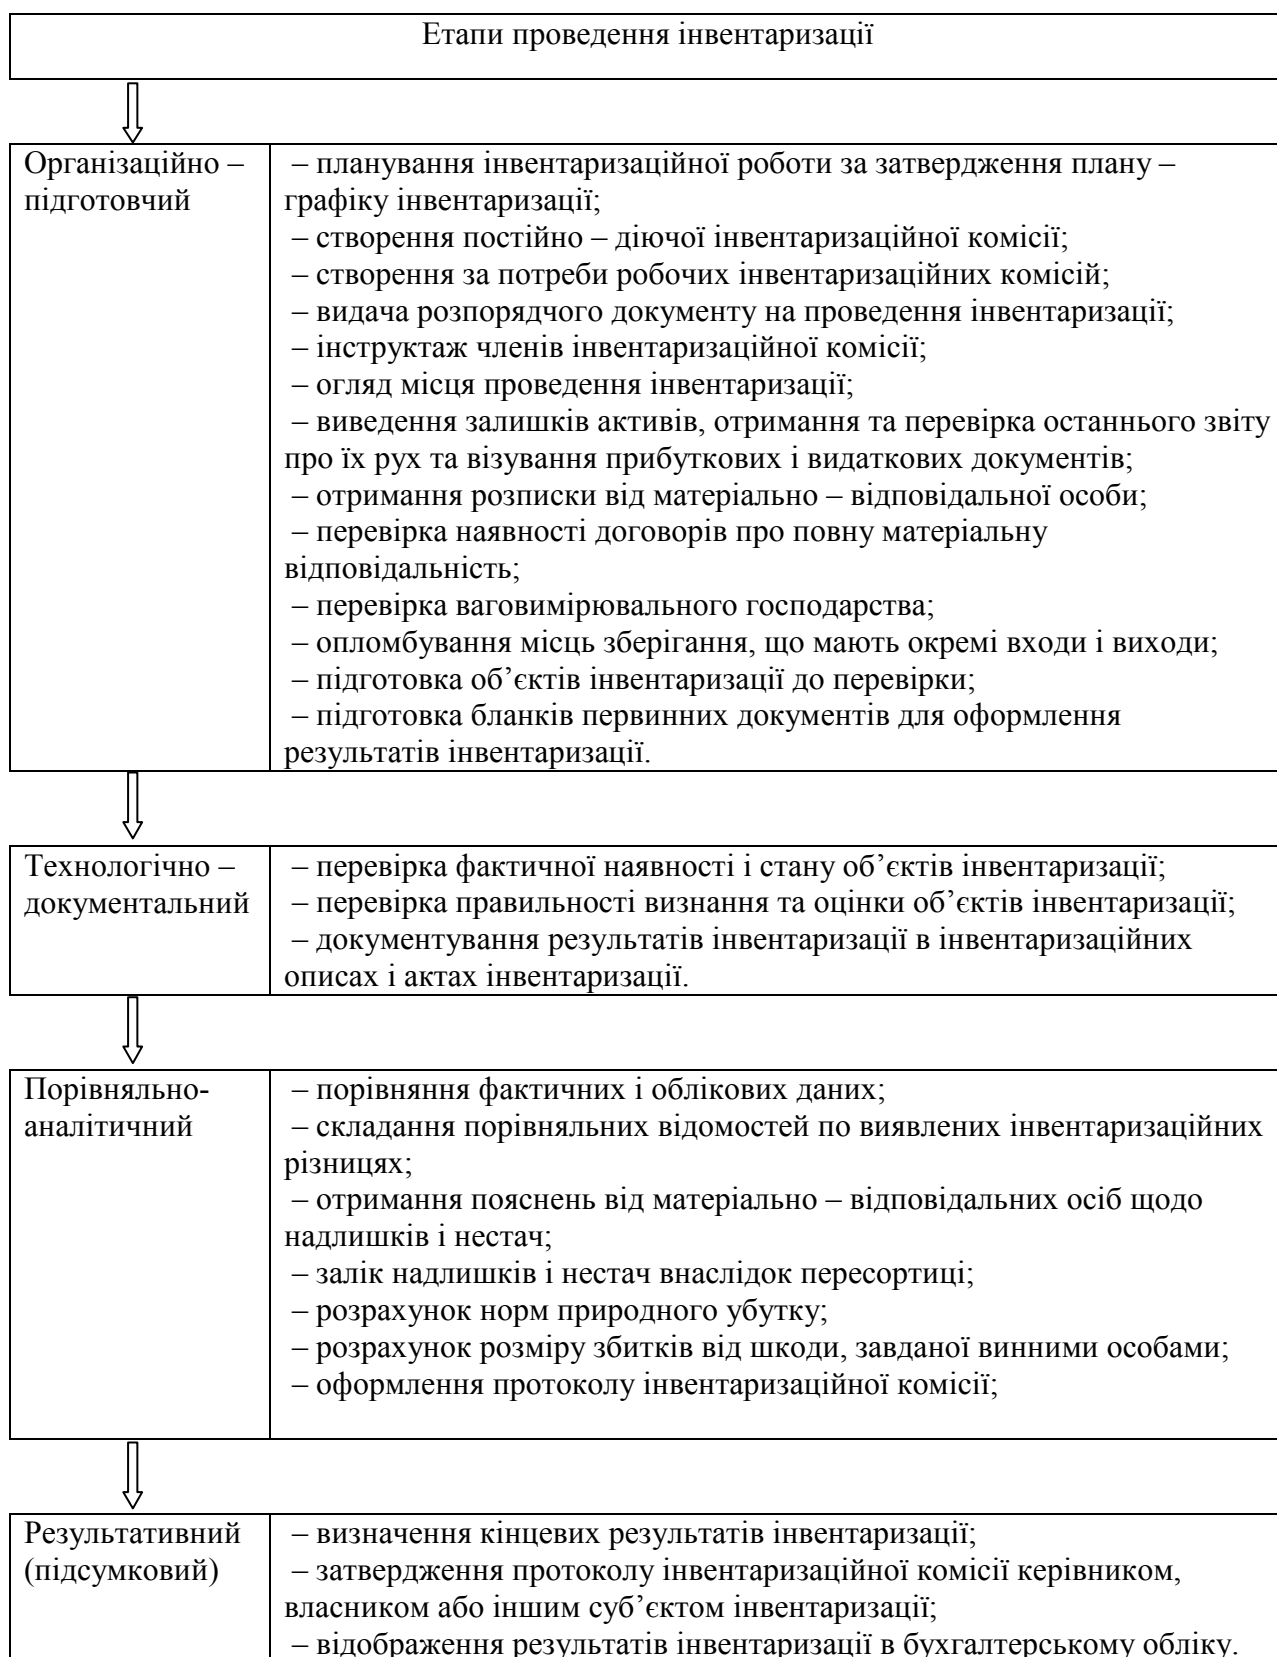 Етапи проведення інвентаризації
Організаційно –
підготовчий
– планування інвентаризаційної роботи за затвердження плану –
графіку інвентаризації;
– створення постійно – діючої інвентаризаційної комісії;
– створення за потреби робочих інвентаризаційних комісій;
– видача розпорядчого документу на проведення інвентаризації;
– інструктаж членів інвентаризаційної комісії;
– огляд місця проведення інвентаризації;
– виведення залишків активів, отримання та перевірка останнього звіту
про їх рух та візування прибуткових і видаткових документів;
– отримання розписки від матеріально – відповідальної особи;
– перевірка наявності договорів про повну матеріальну
відповідальність;
– перевірка ваговимірювального господарства;
– опломбування місць зберігання, що мають окремі входи і виходи;
– підготовка об’єктів інвентаризації до перевірки;
– підготовка бланків первинних документів для оформлення
результатів інвентаризації.
Технологічно –
документальний
– перевірка фактичної наявності і стану об’єктів інвентаризації;
– перевірка правильності визнання та оцінки об’єктів інвентаризації;
– документування результатів інвентаризації в інвентаризаційних
описах і актах інвентаризації.
Порівняльно-
аналітичний
– порівняння фактичних і облікових даних;
– складання порівняльних відомостей по виявлених інвентаризаційних
різницях;
– отримання пояснень від матеріально – відповідальних осіб щодо
надлишків і нестач;
– залік надлишків і нестач внаслідок пересортиці;
– розрахунок норм природного убутку;
– розрахунок розміру збитків від шкоди, завданої винними особами;
– оформлення протоколу інвентаризаційної комісії;
Результативний
(підсумковий)
– визначення кінцевих результатів інвентаризації;
– затвердження протоколу інвентаризаційної комісії керівником,
власником або іншим суб’єктом інвентаризації;
– відображення результатів інвентаризації в бухгалтерському обліку.